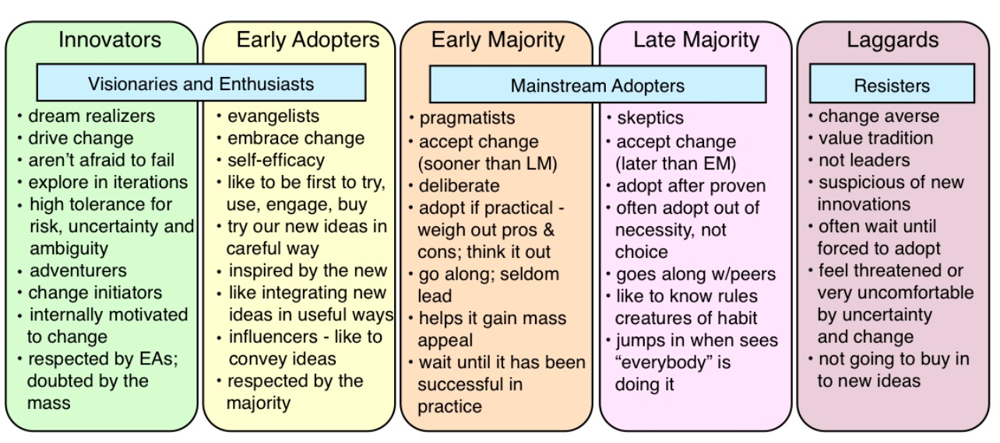 Innovators
Early Adopters
Early Majority
Late Majority
Laggards
Visionaries and Enthusiasts
Mainstream Adopters
Resisters
• dream realizers
• drive change
• aren't afraid to fail
• explore in iterations
• high tolerance for
risk, uncertainty and
ambiguity
• adventurers
• change initiators
• internally motivated
to change
• respected by EAs;
doubted by the
mass
• evangelists
• embrace change
• self-efficacy
• like to be first to try,
use, engage, buy
• try our new ideas in
careful way
• inspired by the new
• like integrating new
ideas in useful ways
• influencers - like to
convey ideas
• respected by the
majority
• pragmatists
• accept change
(sooner than LM)
• deliberate
• adopt if practical -
weigh out pros &
cons; think it out
• go along; seldom
lead
• helps it gain mass
appeal
• wait until it has been
successful in
practice
• skeptics
• accept change
(later than EM)
• adopt after proven
• often adopt out of
necessity, not
choice
• goes along w/peers
• like to know rules
creatures of habit
• jumps in when sees
“everybody” is
doing it
• change averse
• value tradition
• not leaders
• suspicious of new
innovations
• often wait until
forced to adopt
• feel threatened or
very uncomfortable
by uncertainty
and change
• not going to buy in
to new ideas